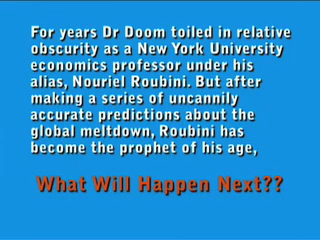 For years Dr Doom toiled in relative
obscurity as a New York University
economics professor under his
alias, Nouriel Roubini. But after
making a series of uncannily
accurate predictions about the
global meltdown, Roubini has
become the prophet of his age,
What Will Happen Next??